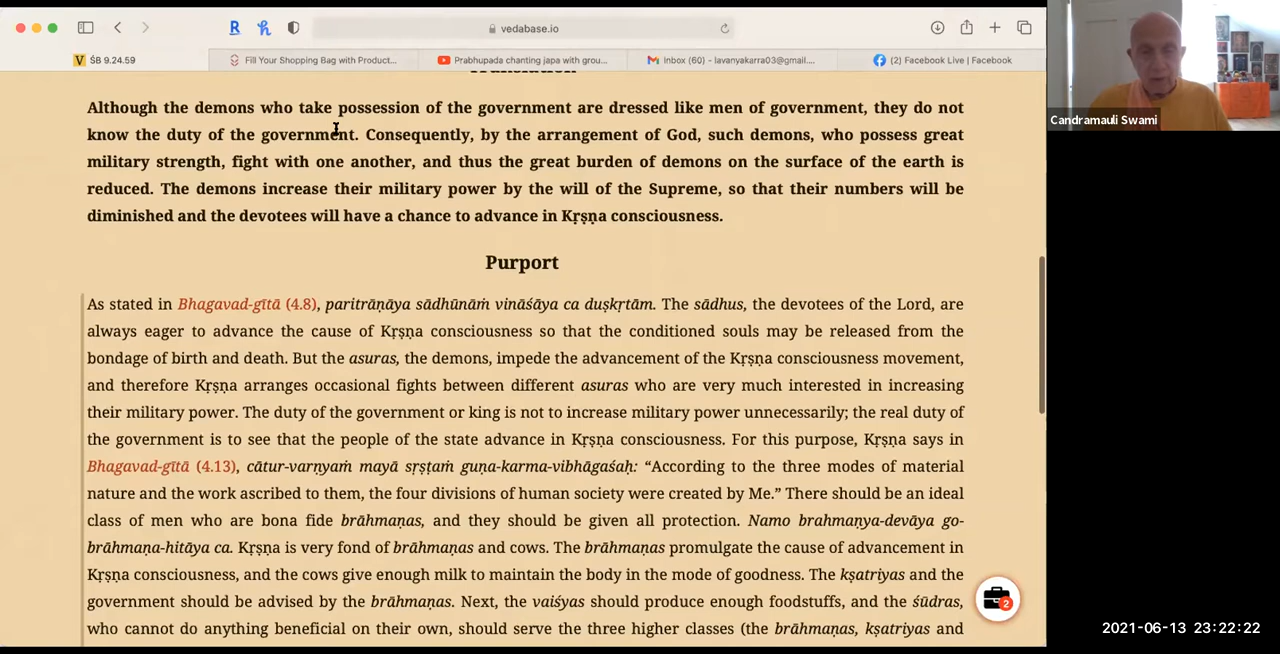 vedabase.io
ŚB 9.24.59
Fill Your Shopping Bag with Product...
Prabhupada chanting japa with grou...
Inbox (60) - lavanyakarra03@gmail....
(2) Facebook Live | Facebook
Candramauli Swami
Translation
Although the demons who take possession of the government are dressed like men of government, they do not
know the duty of the government. Consequently, by the arrangement of God, such demons, who possess great
military strength, fight with one another, and thus the great burden of demons on the surface of the earth is
reduced. The demons increase their military power by the will of the Supreme, so that their numbers will be
diminished and the devotees will have a chance to advance in Kṛṣṇa consciousness.
Purport
As stated in Bhagavad-gītā (4.8), paritrāṇāya sādhūnāṁ vināśāya ca duṣkṛtām. The sādhus, the devotees of the Lord, are
always eager to advance the cause of Kṛṣṇa consciousness so that the conditioned souls may be released from the
bondage of birth and death. But the asuras, the demons, impede the advancement of the Kṛṣṇa consciousness movement,
and therefore Kṛṣṇa arranges occasional fights between different asuras who are very much interested in increasing
their military power. The duty of the government or king is not to increase military power unnecessarily; the real duty of
the government is to see that the people of the state advance in Kṛṣṇa consciousness. For this purpose, Kṛṣṇa says in
Bhagavad-gītā (4.13), cātur-varṇyaṁ mayā sṛṣṭaṁ guṇa-karma-vibhāgaśaḥ: “According to the three modes of material
nature and the work ascribed to them, the four divisions of human society were created by Me.” There should be an ideal
class of men who are bona fide brāhmaṇas, and they should be given all protection. Namo brahmaṇya-devāya go-
brāhmaṇa-hitāya ca. Kṛṣṇa is very fond of brāhmaṇas and cows. The brāhmaṇas promulgate the cause of advancement in
Kṛṣṇa consciousness, and the cows give enough milk to maintain the body in the mode of goodness. The kṣatriyas and the
government should be advised by the brāhmaṇas. Next, the vaiśyas should produce enough foodstuffs, and the śūdras,
who cannot do anything beneficial on their own, should serve the three higher classes (the brāhmaṇas, kṣatriyas and
2
2021-06-13 23:22:22